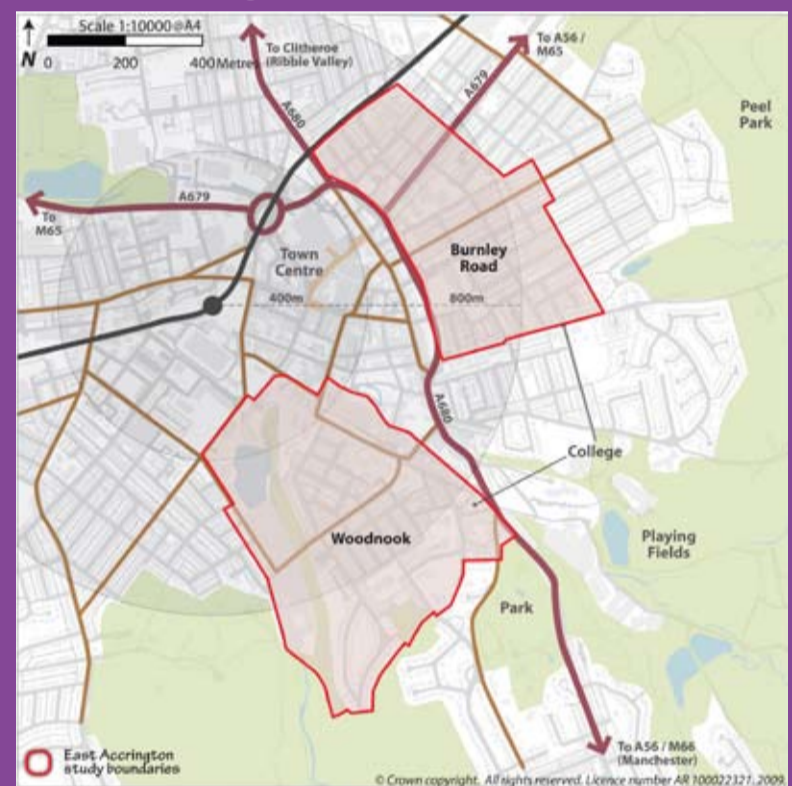 Scale 1:10000@A4
N
0 200 400Metres
To Clitheroe
(Ribble Valley)
To A56 /
M65
A680
A679
Peel
Park
A679
To
M65
Town
Centre
Burnley
Road
400m
800m
A680
College
Woodnook
Playing
Fields
Park
To A56 / M66
(Manchester)
East Accrington
study boundaries
© Crown copyright. All rights reserved. Licence number AR 100022321. 2009